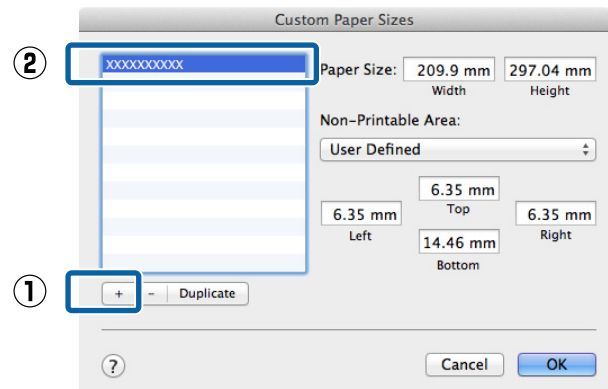 Custom Paper Sizes
②
XXXXXXXXXX
Paper Size: 209.9 mm 297.04 mm
Width Height
Non-Printable Area:
User Defined
6.35 mm
Top
6.35 mm 6.35 mm
Left Right
14.46 mm
Bottom
①
+ - Duplicate
? Cancel OK